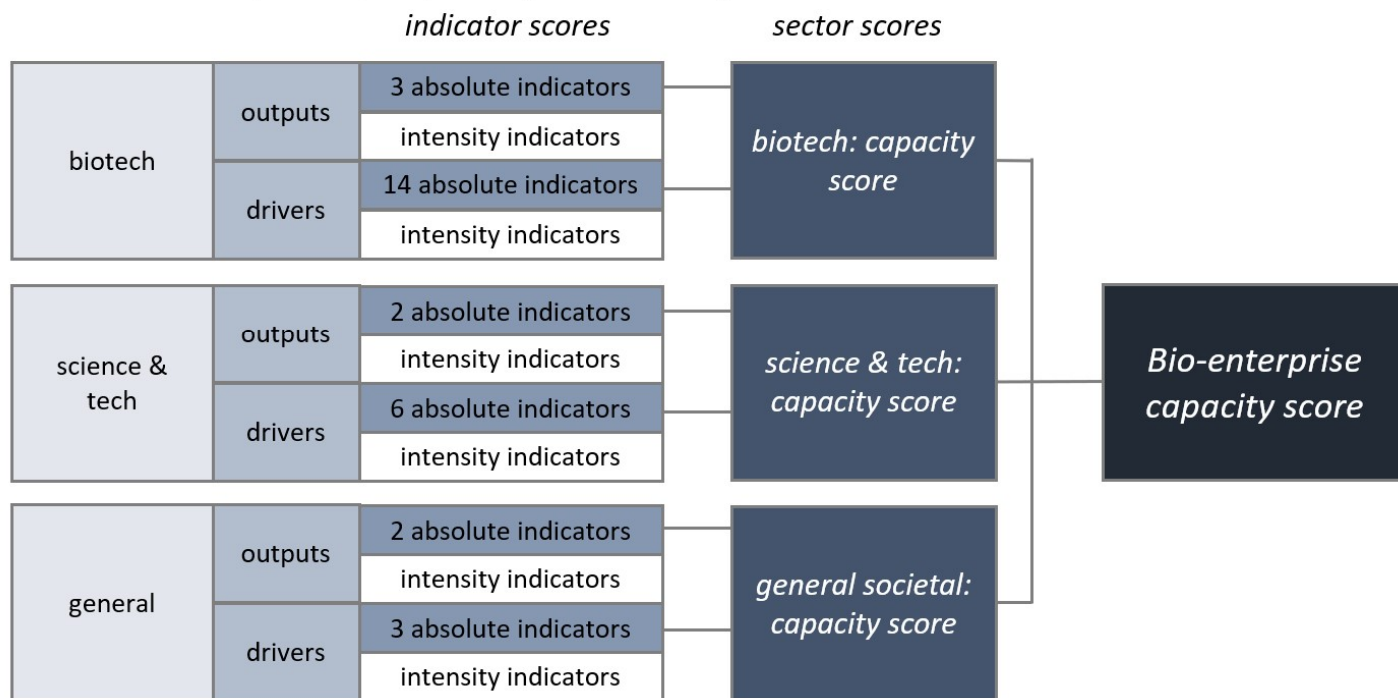 indicator scores
sector scores
biotech
outputs
3 absolute indicators
intensity indicators
drivers
14 absolute indicators
intensity indicators
biotech: capacity
score
science &
tech
outputs
2 absolute indicators
intensity indicators
drivers
6 absolute indicators
intensity indicators
science & tech:
capacity score
general
outputs
2 absolute indicators
intensity indicators
drivers
3 absolute indicators
intensity indicators
general societal:
capacity score
Bio-enterprise
capacity score